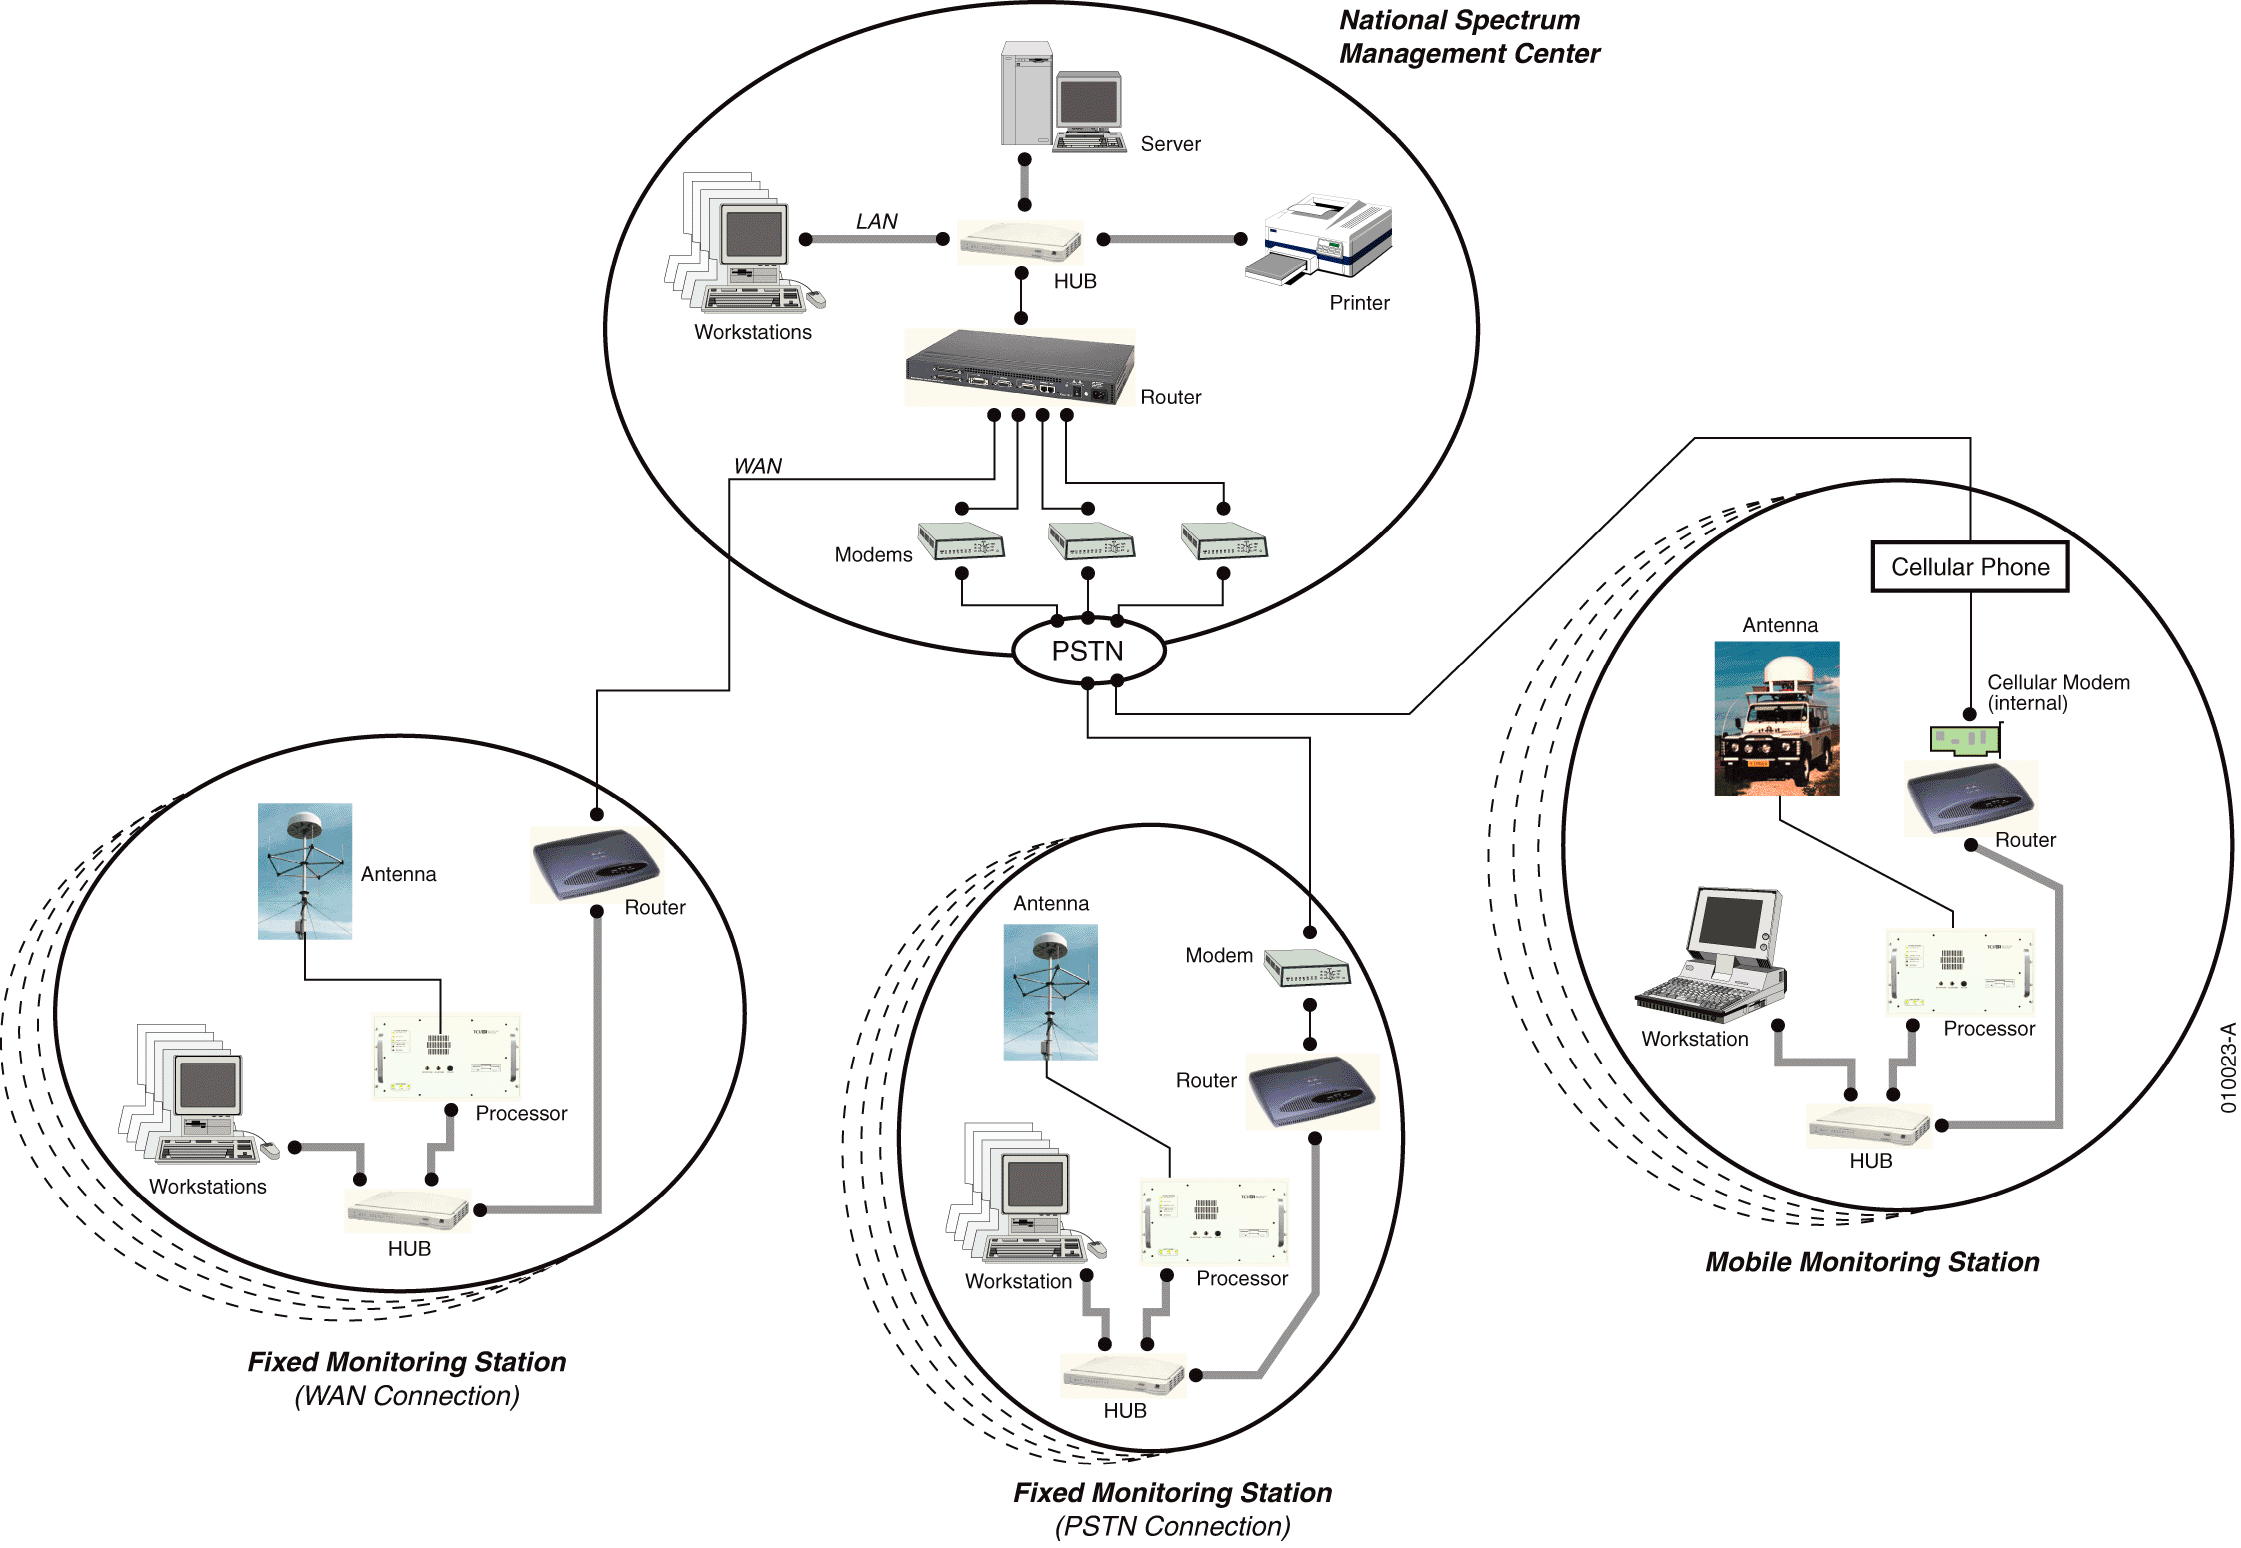 National Spectrum
Management Center
Server
LAN
HUB
Printer
Workstations
Router
WAN
Modems
PSTN
Cellular Phone
Antenna
Cellular Modem
(internal)
Router
Workstation
Processor
HUB
Mobile Monitoring Station
010023-A
Antenna
Router
Processor
Workstations
HUB
Fixed Monitoring Station
(WAN Connection)
Antenna
Modem
Router
Workstation
Processor
HUB
Fixed Monitoring Station
(PSTN Connection)